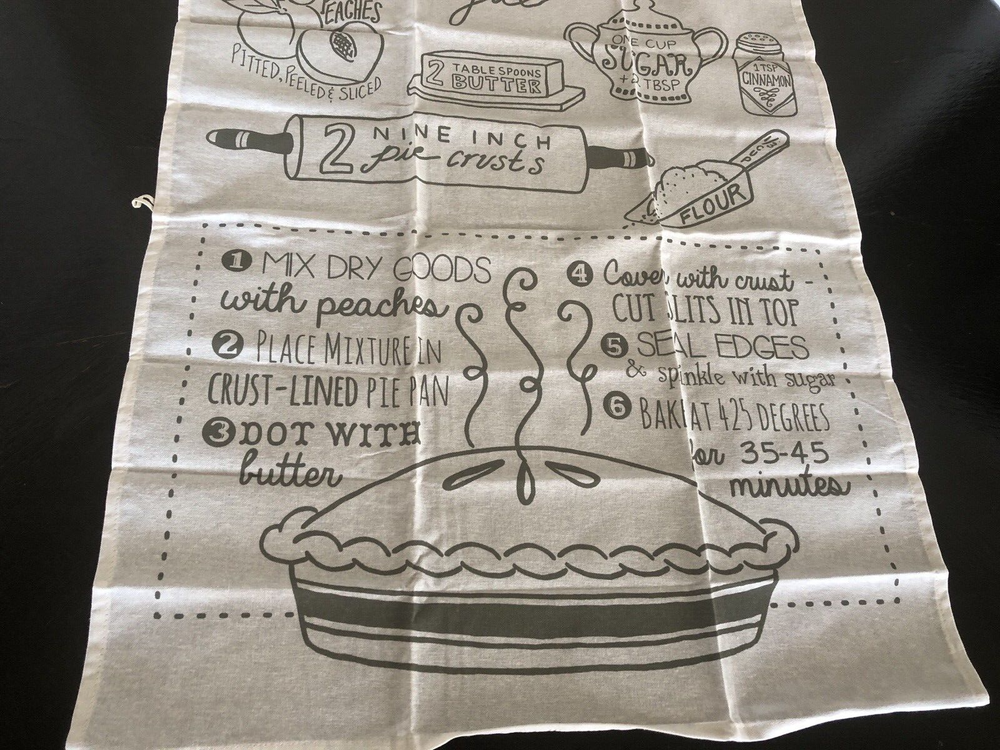 PEACHES
PITTED, PEELED & SLICED
2 TABLESPOONS
BUTTER
ONE CUP
SUGAR
+2 TBSP
1 TSP
CINNAMON
2 NINE INCH
pie crusts
FLOUR
1 MIX DRY GOODS
with peaches
2 PLACE MIXTURE IN
CRUST-LINED PIE PAN
3 DOT WITH
butter
4 Cover with crust -
CUT SLITS IN TOP
5 SEAL EDGES
& sprinkle with sugar
6 BAKE AT 425 DEGREES
for 35-45
minutes